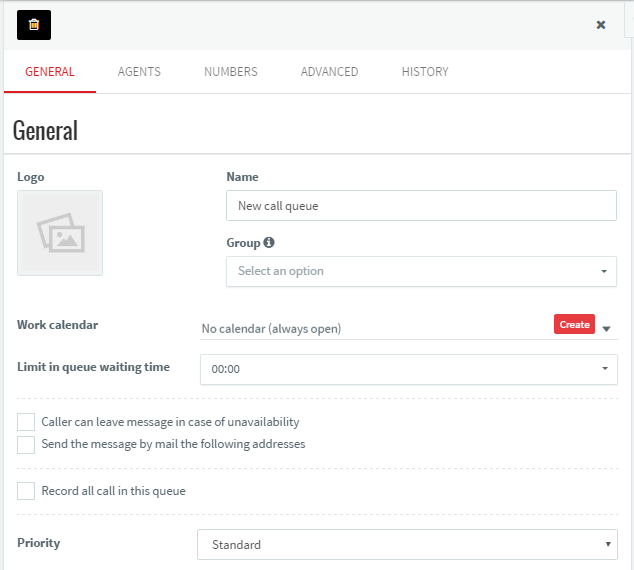 GENERAL AGENTS NUMBERS ADVANCED HISTORY
General
Logo
Name
New call queue
Group
Select an option
Work calendar No calendar (always open) Create
Limit in queue waiting time 00:00
Caller can leave message in case of unavailability
Send the message by mail the following addresses
Record all call in this queue
Priority Standard